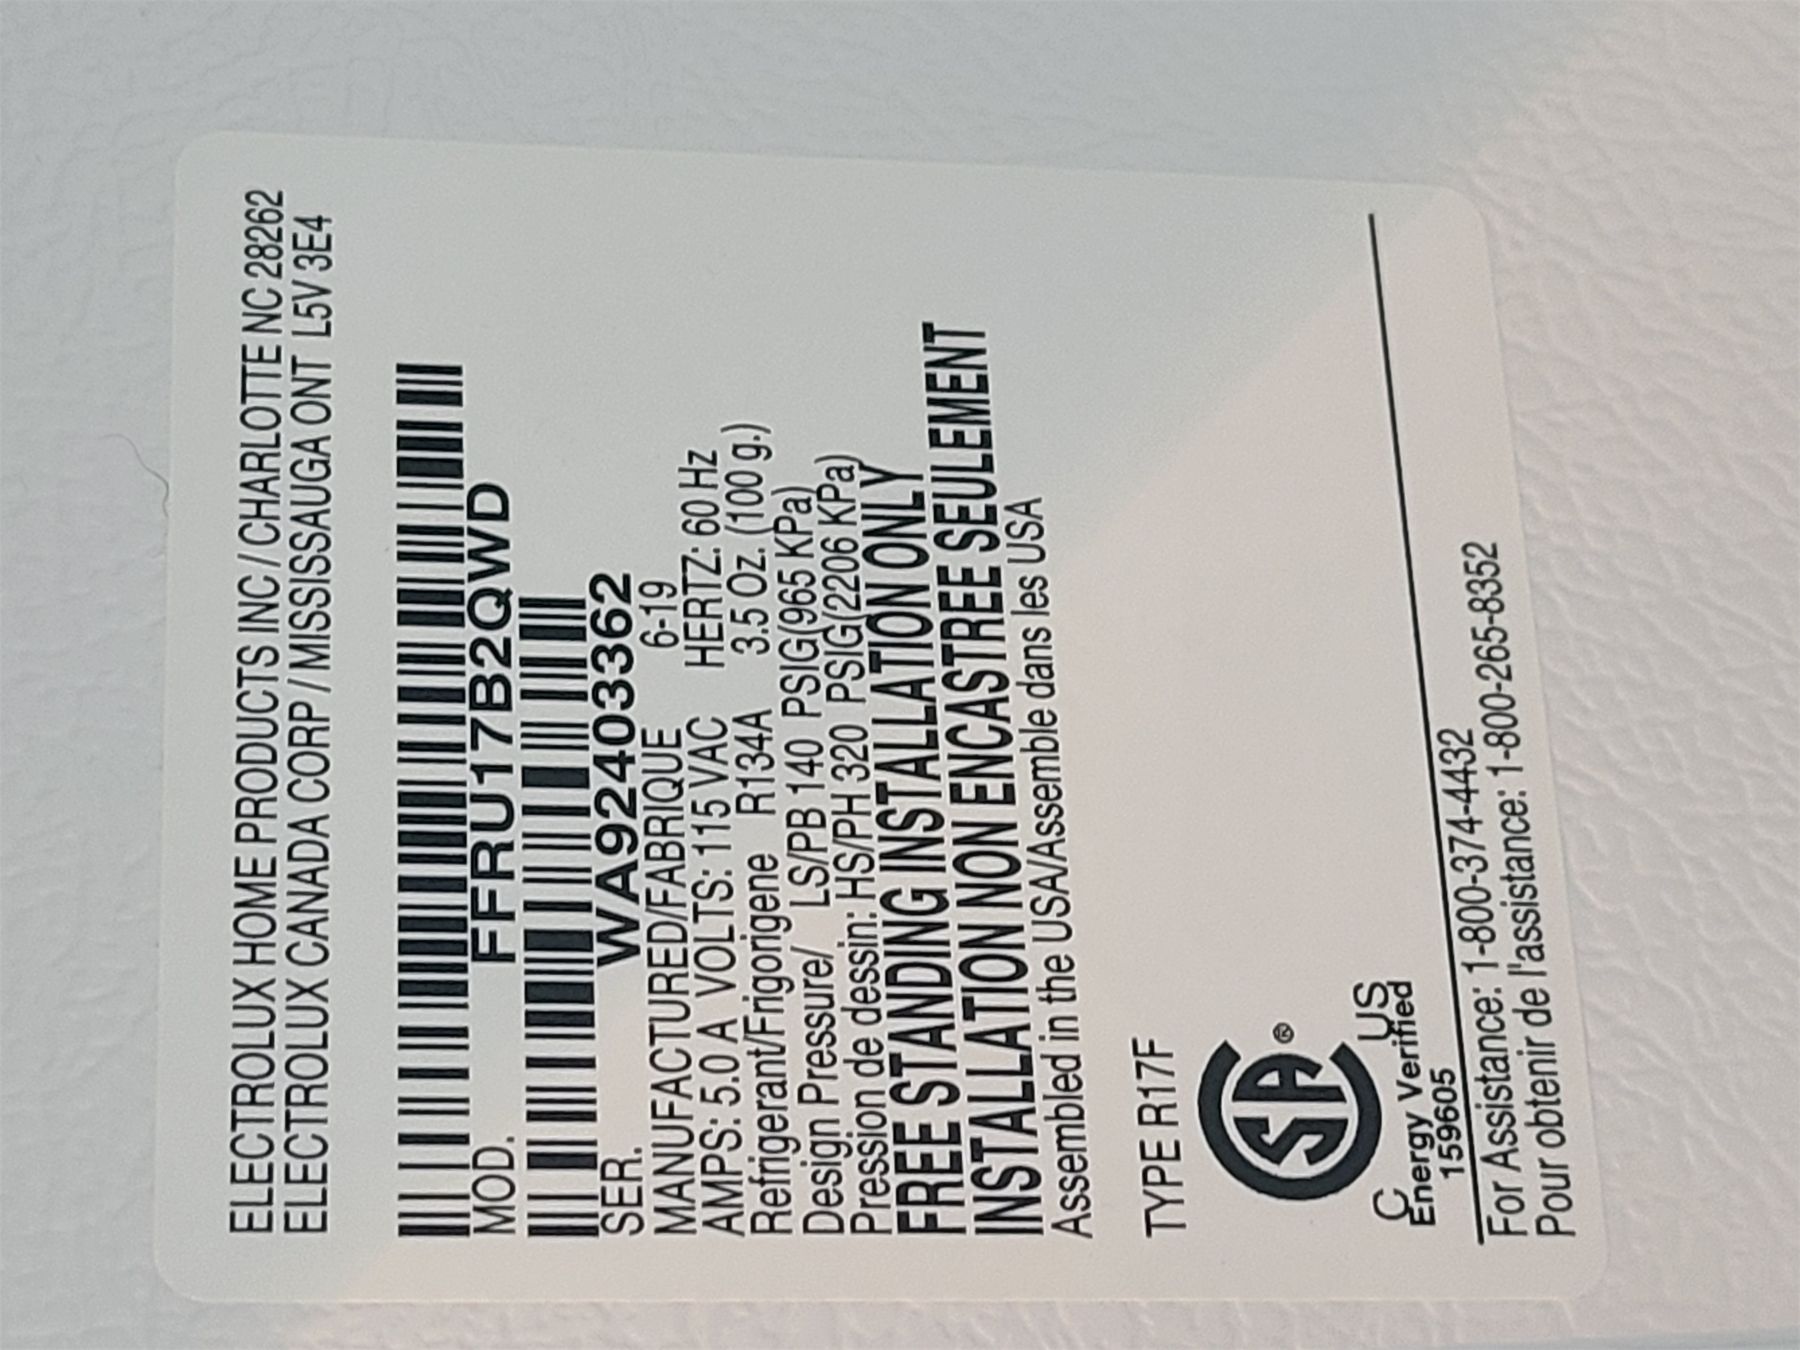 ELECTROLUX HOME PRODUCTS INC / CHARLOTTE NC 28262
ELECTROLUX CANADA CORP / MISSISSAUGA ONT L5V 3E4
MOD. FFRU17B2QWD
SER. WA92403362
MANUFACTURED/FABRIQUE 6-19
AMPS: 5.0 A VOLTS: 115 VAC HERTZ: 60 Hz
Refrigerant/Frigorigene R134A 3.5 Oz. (100 g.)
Design Pressure/ LS/PB 140 PSIG(965 KPa)
Pression de dessin: HS/PH 320 PSIG(2206 KPa)
FREE STANDING INSTALLATION ONLY
INSTALLATION NON ENCASTREE SEULEMENT
Assembled in the USA/Assemble dans les USA
TYPE R17F
SA ®
C US
Energy Verified
159605
For Assistance: 1-800-374-4432
Pour obtenir de l'assistance: 1-800-265-8352